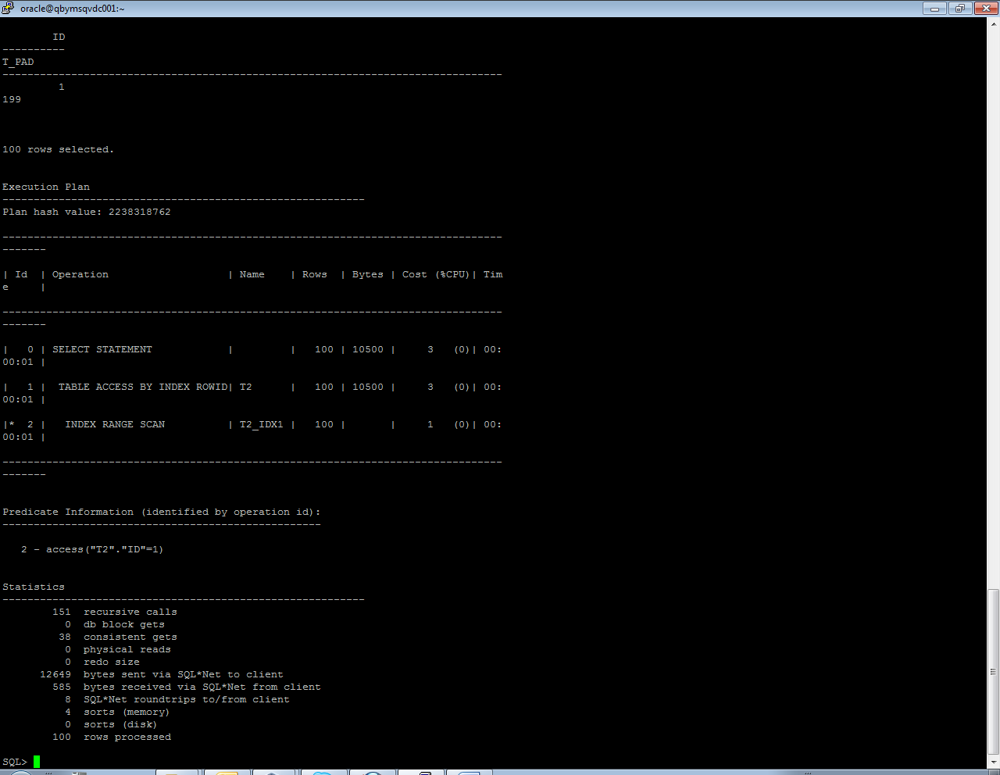 oracle@qbymsqvdc001:~
        ID
----------
T_PAD
--------------------------------------------------------------------------------
         1
199
100 rows selected.
Execution Plan
----------------------------------------------------------
Plan hash value: 2238318762
--------------------------------------------------------------------------------
-------
| Id  | Operation                   | Name    | Rows  | Bytes | Cost (%CPU)| Tim
e     |
--------------------------------------------------------------------------------
-------
|   0 | SELECT STATEMENT            |         |   100 | 10500 |     3   (0)| 00:
00:01 |
|   1 |  TABLE ACCESS BY INDEX ROWID| T2      |   100 | 10500 |     3   (0)| 00:
00:01 |
|*  2 |   INDEX RANGE SCAN          | T2_IDX1 |   100 |       |     1   (0)| 00:
00:01 |
--------------------------------------------------------------------------------
-------
Predicate Information (identified by operation id):
---------------------------------------------------
   2 - access("T2"."ID"=1)
Statistics
----------------------------------------------------------
        151  recursive calls
          0  db block gets
         38  consistent gets
          0  physical reads
          0  redo size
      12649  bytes sent via SQL*Net to client
        585  bytes received via SQL*Net from client
          8  SQL*Net roundtrips to/from client
          4  sorts (memory)
          0  sorts (disk)
        100  rows processed
SQL>